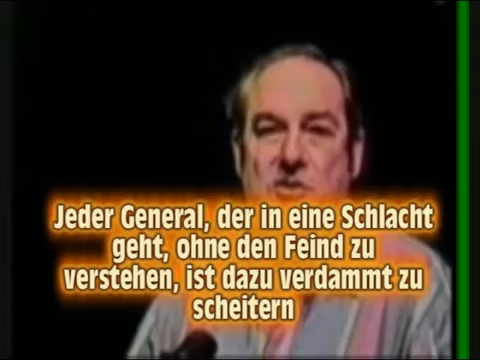 Jeder General, der in eine Schlacht
geht, ohne den Feind zu
verstehen, ist dazu verdammt zu
scheitern